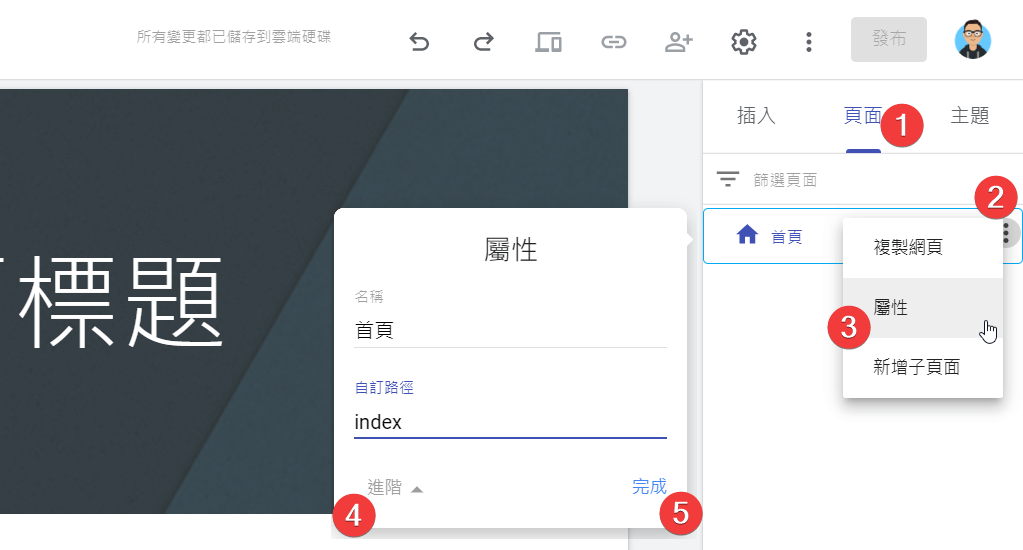 所有變更都已儲存到雲端硬碟
發布
插入
頁面
1
主題
篩選頁面
2
首頁
複製網頁
屬性
3
新增子頁面
標題
屬性
名稱
首頁
自訂路徑
index
進階
4
完成
5